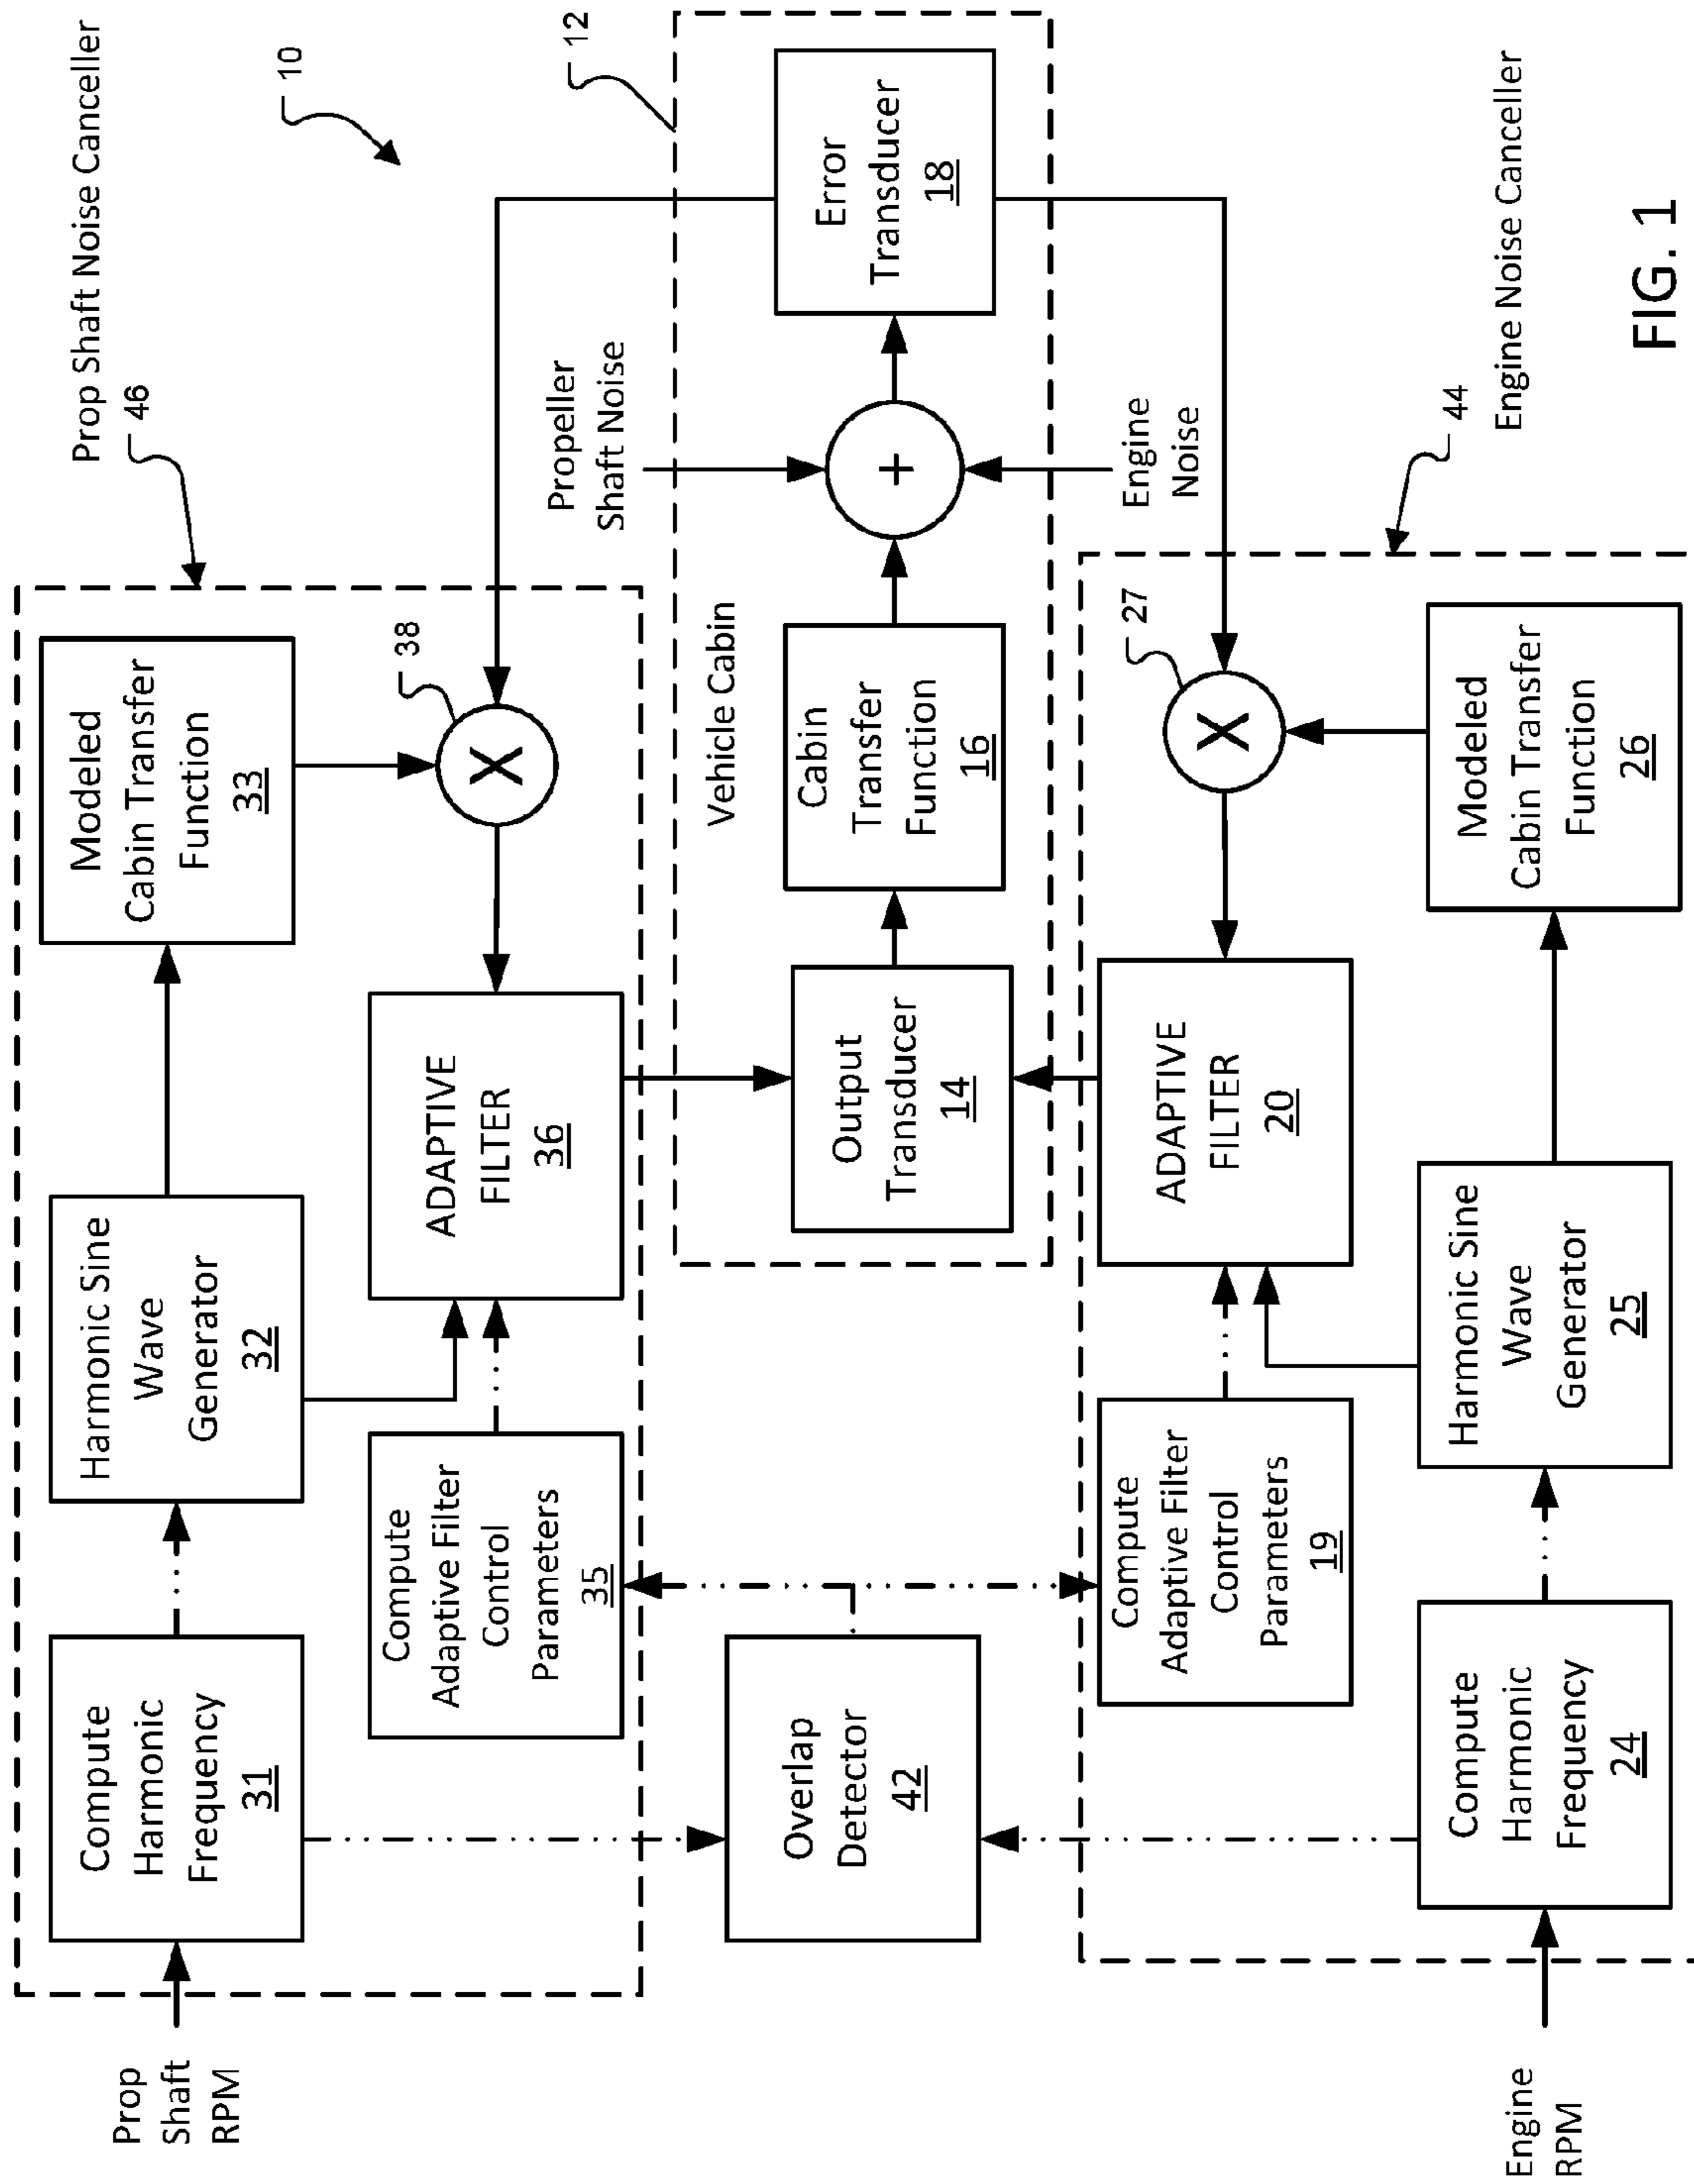 Prop Shaft Noise Canceller
46
10
Prop
Shaft
RPM
Compute
Harmonic
Frequency
31
Harmonic Sine
Wave
Generator
32
Modeled
Cabin Transfer
Function
33
Compute
Adaptive Filter
Control
Parameters
35
ADAPTIVE
FILTER
36
X
38
Propeller
Shaft Noise
12
Vehicle Cabin
Overlap
Detector
42
Output
Transducer
14
Cabin
Transfer
Function
16
+
Error
Transducer
18
Engine
Noise
Compute
Adaptive Filter
Control
Parameters
19
ADAPTIVE
FILTER
20
X
27
44
Engine Noise Canceller
Engine
RPM
Compute
Harmonic
Frequency
24
Harmonic Sine
Wave
Generator
25
Modeled
Cabin Transfer
Function
26
FIG. 1